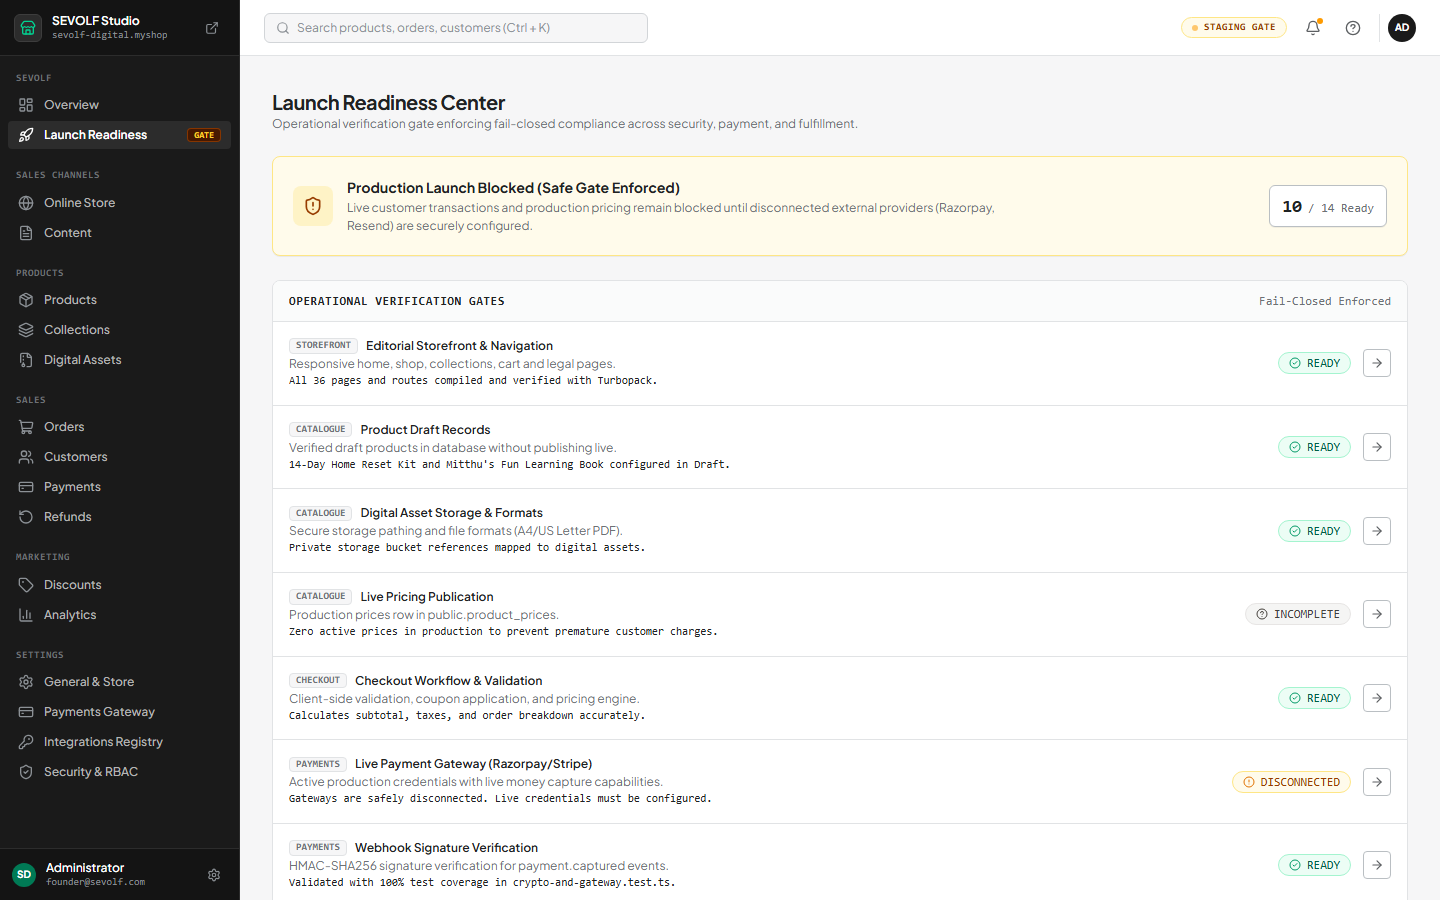 SEVOLF Studio
sevolf-digital.myshop
Search products, orders, customers (Ctrl + K)
STAGING GATE
AD
SEVOLF
Overview
Launch Readiness
GATE
SALES CHANNELS
Online Store
Content
PRODUCTS
Products
Collections
Digital Assets
SALES
Orders
Customers
Payments
Refunds
MARKETING
Discounts
Analytics
SETTINGS
General & Store
Payments Gateway
Integrations Registry
Security & RBAC
SD
Administrator
founder@sevolf.com
Launch Readiness Center
Operational verification gate enforcing fail-closed compliance across security, payment, and fulfillment.
Production Launch Blocked (Safe Gate Enforced)
Live customer transactions and production pricing remain blocked until disconnected external providers (Razorpay,
Resend) are securely configured.
10 / 14 Ready
OPERATIONAL VERIFICATION GATES
Fail-Closed Enforced
STOREFRONT Editorial Storefront & Navigation
Responsive home, shop, collections, cart and legal pages.
All 36 pages and routes compiled and verified with Turbopack.
READY
CATALOGUE Product Draft Records
Verified draft products in database without publishing live.
14-Day Home Reset Kit and Mitthu's Fun Learning Book configured in Draft.
READY
CATALOGUE Digital Asset Storage & Formats
Secure storage pathing and file formats (A4/US Letter PDF).
Private storage bucket references mapped to digital assets.
READY
CATALOGUE Live Pricing Publication
Production prices row in public.product_prices.
Zero active prices in production to prevent premature customer charges.
INCOMPLETE
CHECKOUT Checkout Workflow & Validation
Client-side validation, coupon application, and pricing engine.
Calculates subtotal, taxes, and order breakdown accurately.
READY
PAYMENTS Live Payment Gateway (Razorpay/Stripe)
Active production credentials with live money capture capabilities.
Gateways are safely disconnected. Live credentials must be configured.
DISCONNECTED
PAYMENTS Webhook Signature Verification
HMAC-SHA256 signature verification for payment.captured events.
Validated with 100% test coverage in crypto-and-gateway.test.ts.
READY